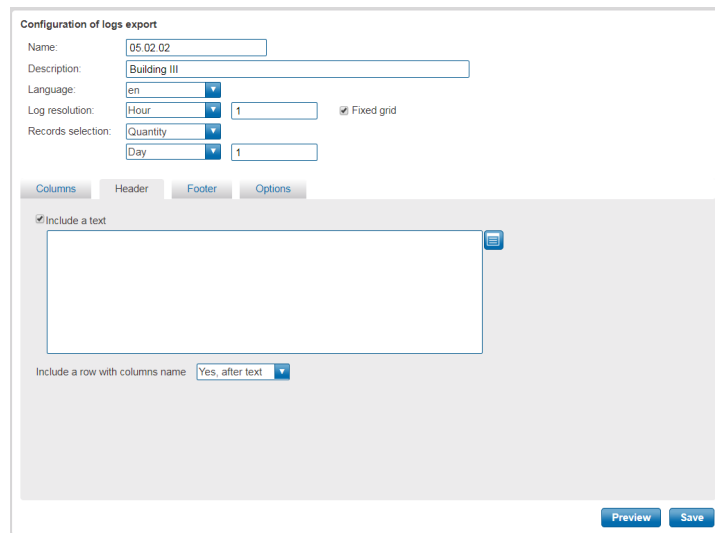 Configuration of logs export
Name: 05.02.02
Description: Building III
Language: en
Log resolution: Hour 1 Fixed grid
Records selection: Quantity
Day 1
Columns Header Footer Options
Include a text
Include a row with columns name Yes, after text
Preview Save